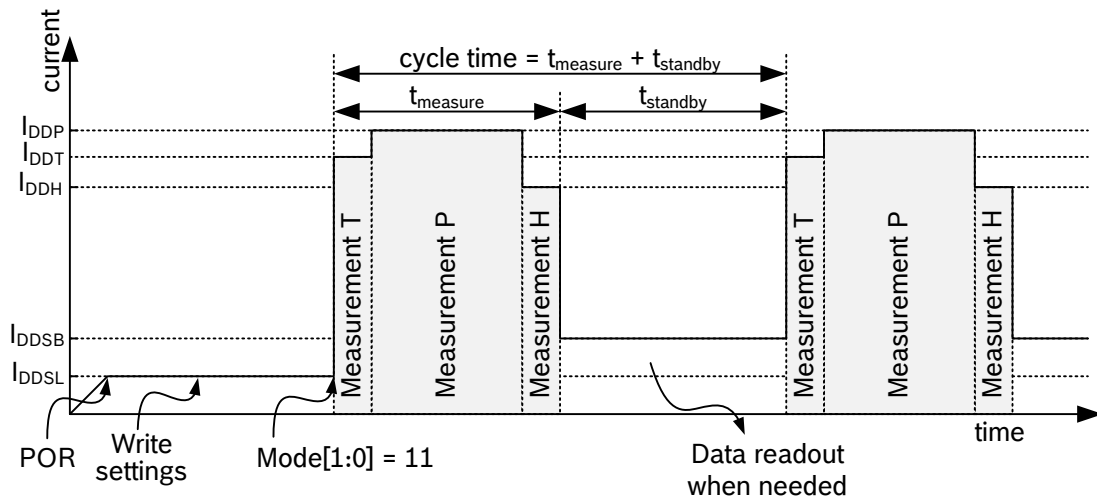 current
cycle time = tmeasure + tstandby
tmeasure
tstandby
IDDP
IDDT
IDDH
IDDSB
IDDSL
Measurement T
Measurement P
Measurement H
Measurement T
Measurement P
Measurement H
time
POR
Write
settings
Mode[1:0] = 11
Data readout
when needed